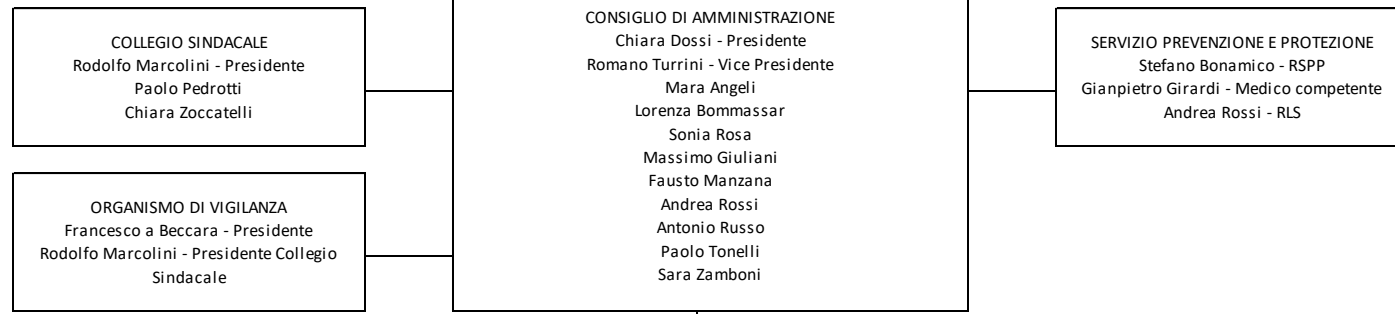 COLLEGIO SINDACALE
Rodolfo Marcolini - Presidente
Paolo Pedrotti
Chiara Zoccatelli
ORGANISMO DI VIGILANZA
Francesco a Beccara - Presidente
Rodolfo Marcolini - Presidente Collegio
Sindacale
CONSIGLIO DI AMMINISTRAZIONE
Chiara Dossi - Presidente
Romano Turrini - Vice Presidente
Mara Angeli
Lorenza Bommassar
Sonia Rosa
Massimo Giuliani
Fausto Manzana
Andrea Rossi
Antonio Russo
Paolo Tonelli
Sara Zamboni
SERVIZIO PREVENZIONE E PROTEZIONE
Stefano Bonamico - RSPP
Gianpietro Girardi - Medico competente
Andrea Rossi - RLS